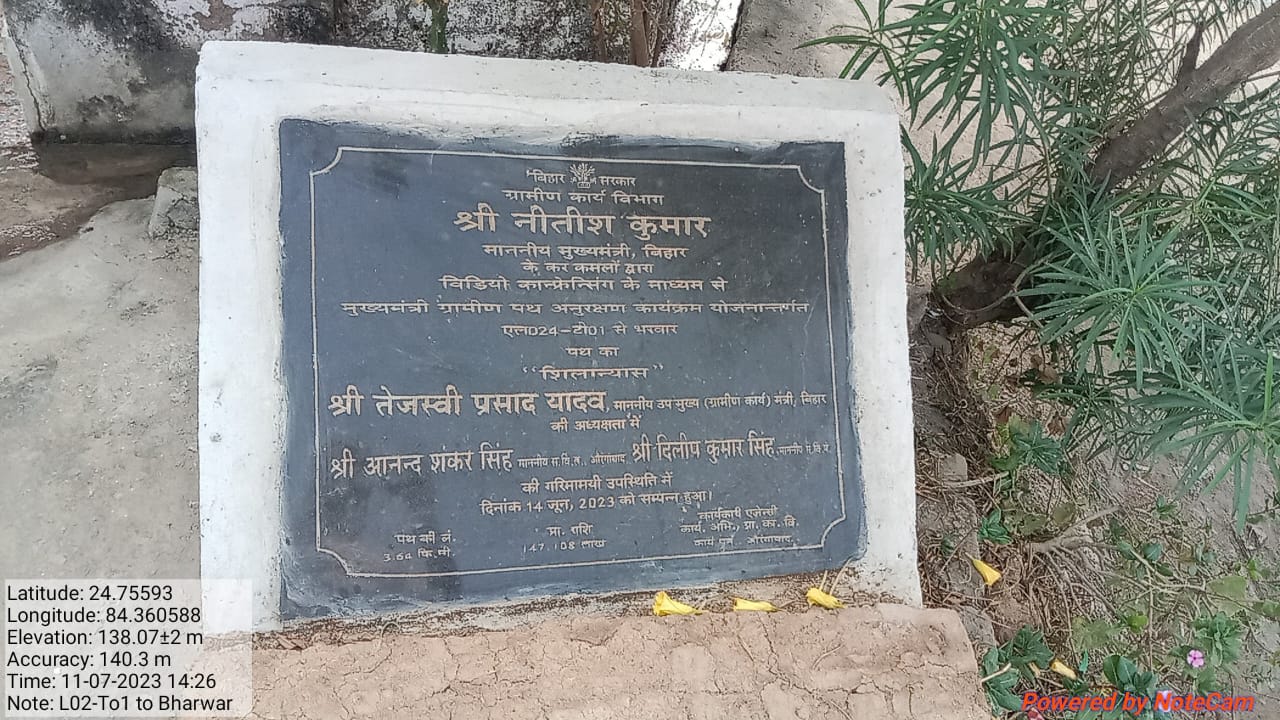 बिहार सरकार
ग्रामीण कार्य विभाग
श्री नीतीश कुमार
माननीय मुख्यमंत्री, बिहार
के कर कमलों द्वारा
विडियो कान्फ्रेन्सिंग के माध्यम से
मुख्यमंत्री ग्रामीण पथ अनुरक्षण कार्यक्रम योजनान्तर्गत
एल024-टी01 से भरवार
पथ का
“शिलान्यास”
श्री तेजस्वी प्रसाद यादव, माननीय उप मुख्य (ग्रामीण कार्य) मंत्री, बिहार
की अध्यक्षता में
श्री आनन्द शंकर सिंह माननीय स.वि.स., औरंगाबाद श्री दिलीप कुमार सिंह, माननीय स.वि.प.
की गरिमामयी उपस्थिति में
दिनांक 14 जून, 2023 को सम्पन्न हुआ।
पथ की लं.
3.64 कि.मी.
प्रा. राशि
147.108 लाख
कार्यकारी एजेन्सी
कार्य. अभि., ग्रा. का. वि.
कार्य प्र., औरंगाबाद
Latitude: 24.75593
Longitude: 84.360588
Elevation: 138.07±2 m
Accuracy: 140.3 m
Time: 11-07-2023 14:26
Note: L02-To1 to Bharwar
Powered by NoteCam